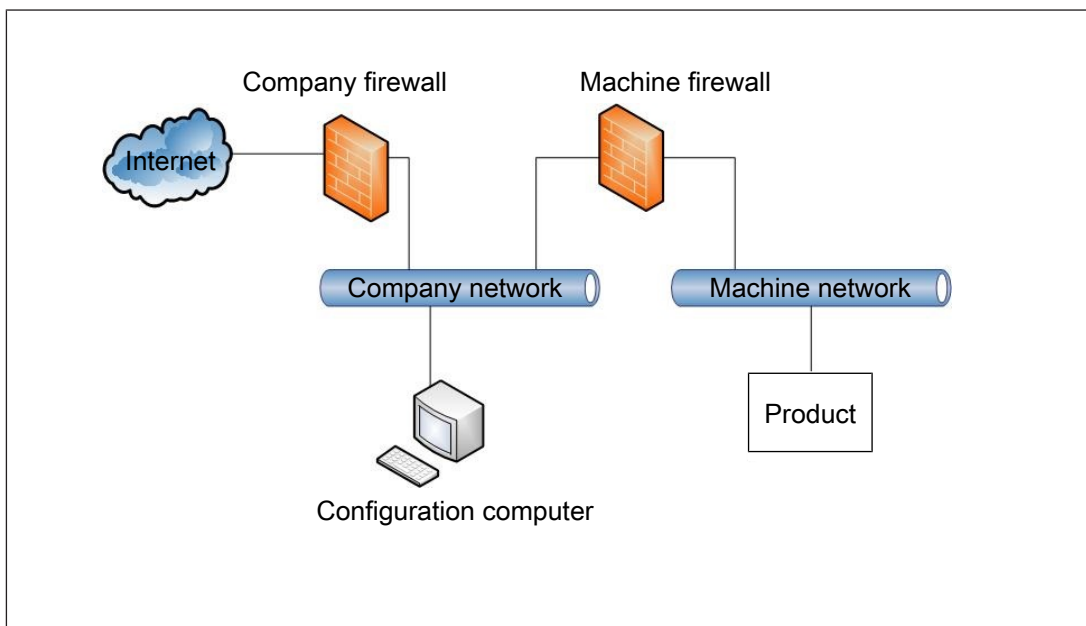 Company firewall
Machine firewall
Internet
Company network
Machine network
Product
Configuration computer